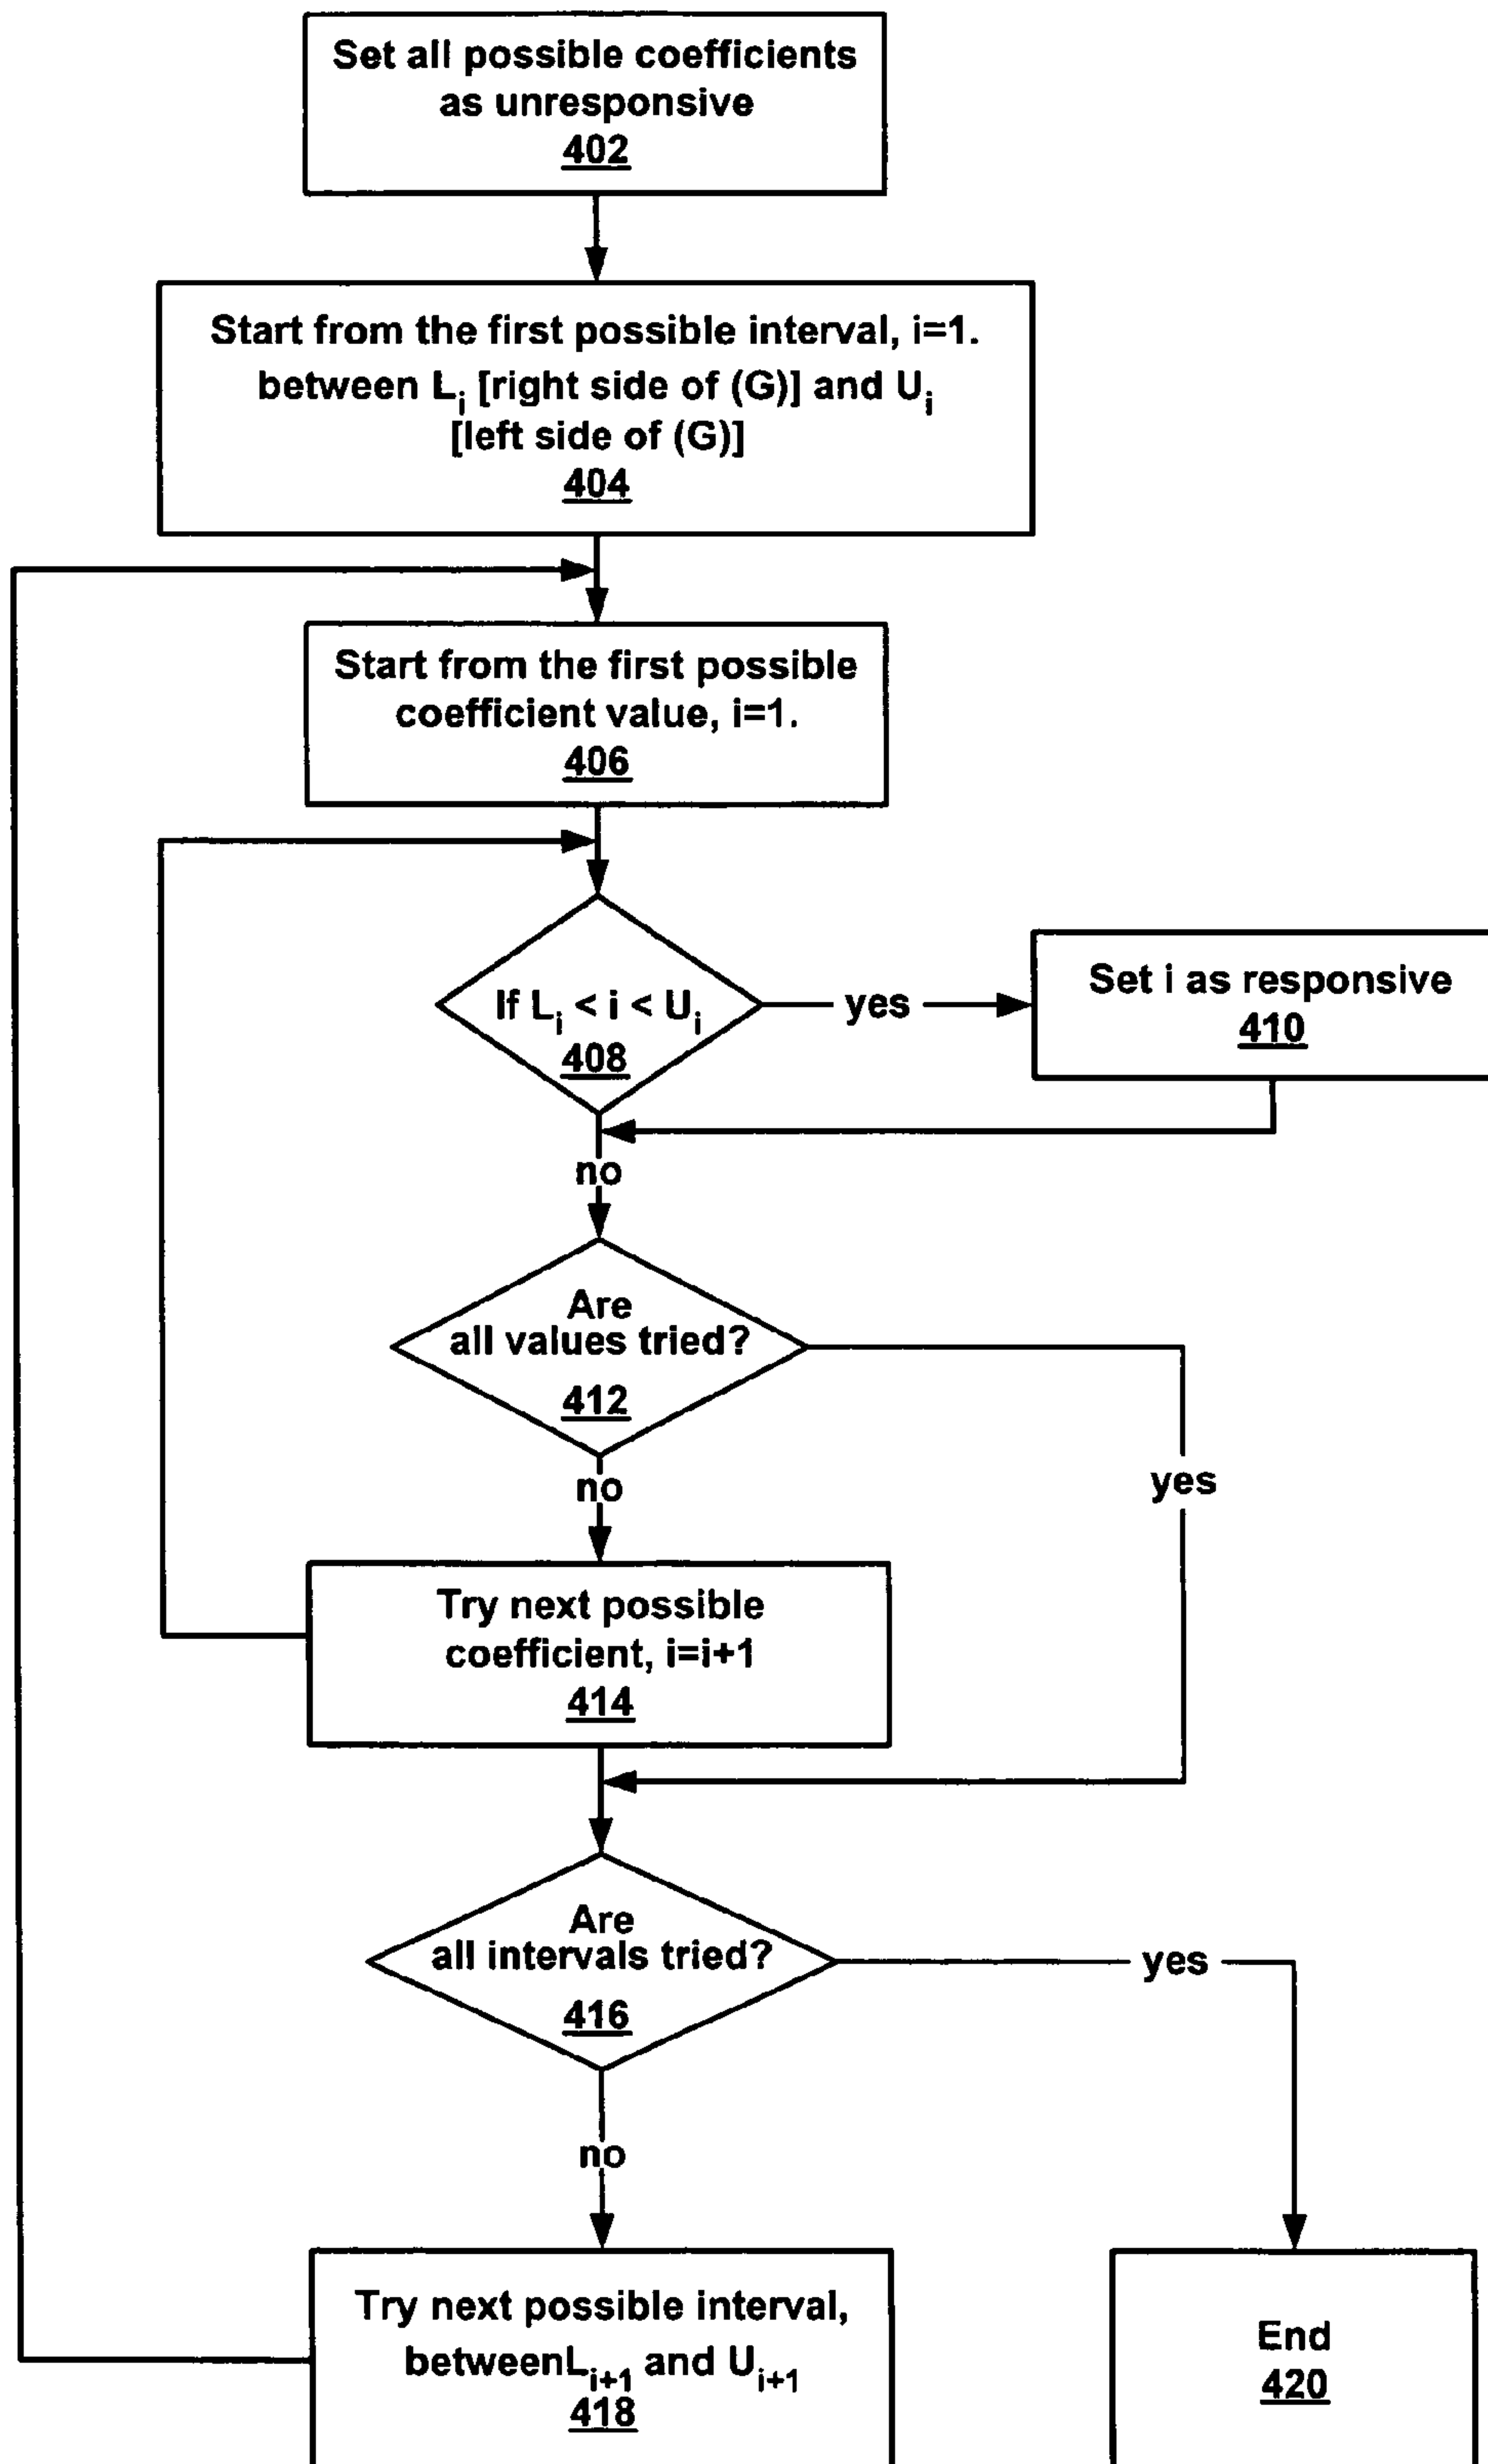 Set all possible coefficients
as unresponsive
402
Start from the first possible interval, i=1.
between Li [right side of (G)] and Ui
[left side of (G)]
404
Start from the first possible
coefficient value, i=1.
406
If Li < i < Ui
408
yes
Set i as responsive
410
no
Are
all values tried?
412
yes
no
Try next possible
coefficient, i=i+1
414
Are
all intervals tried?
416
yes
no
Try next possible interval,
betweenLi+1 and Ui+1
418
End
420